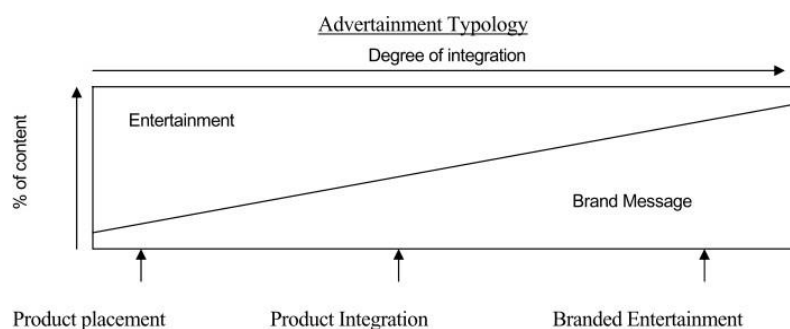 Advertainment Typology
Degree of integration
Entertainment
% of content
Brand Message
Product placement Product Integration Branded Entertainment